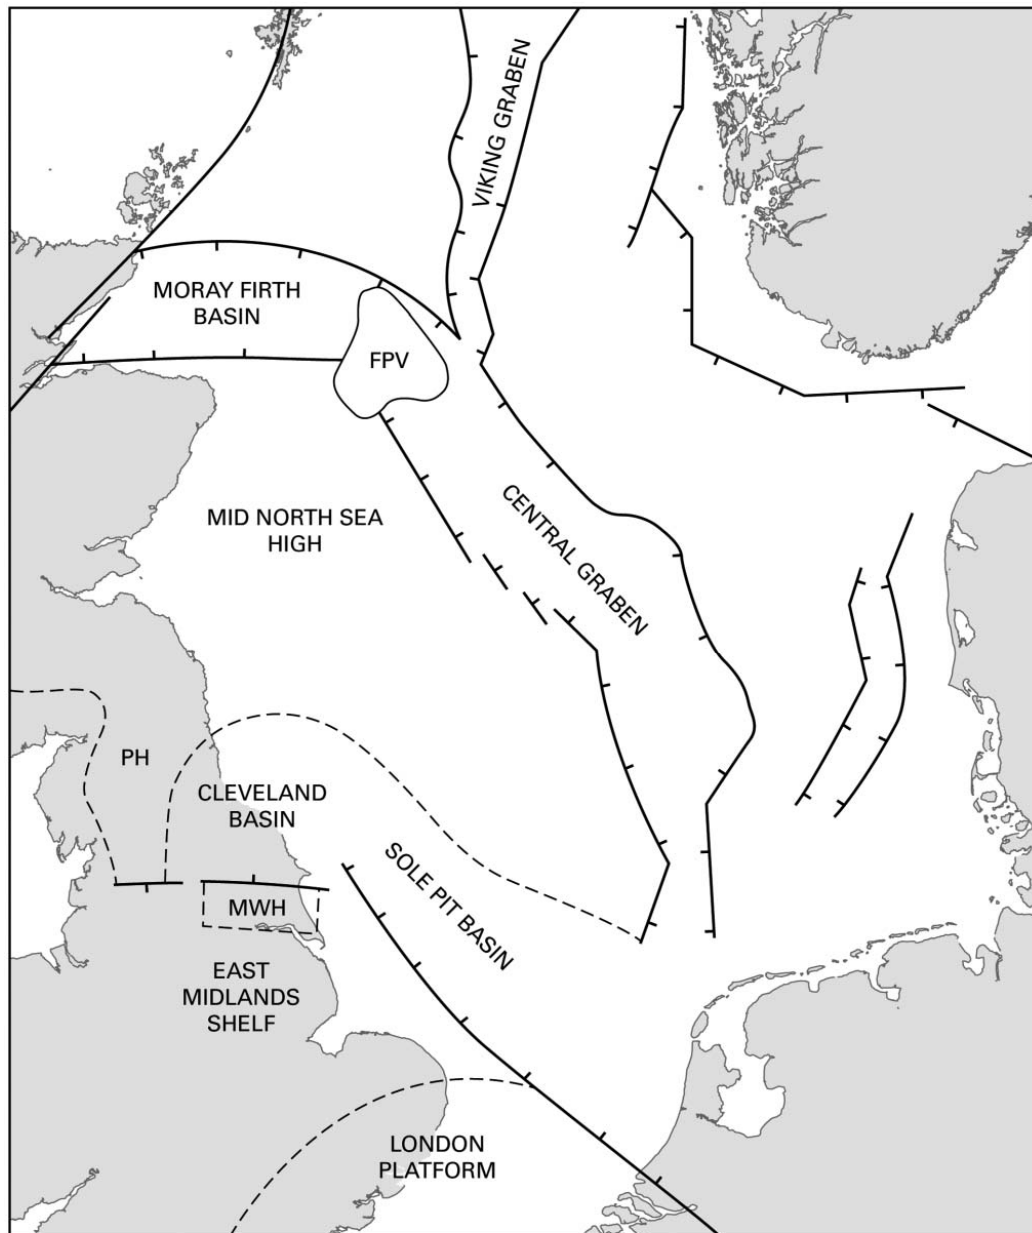 VIKING GRABEN
MORAY FIRTH
BASIN
FPV
MID NORTH SEA
HIGH
CENTRAL GRABEN
PH
CLEVELAND
BASIN
SOLE PIT BASIN
MWH
EAST
MIDLANDS
SHELF
LONDON
PLATFORM